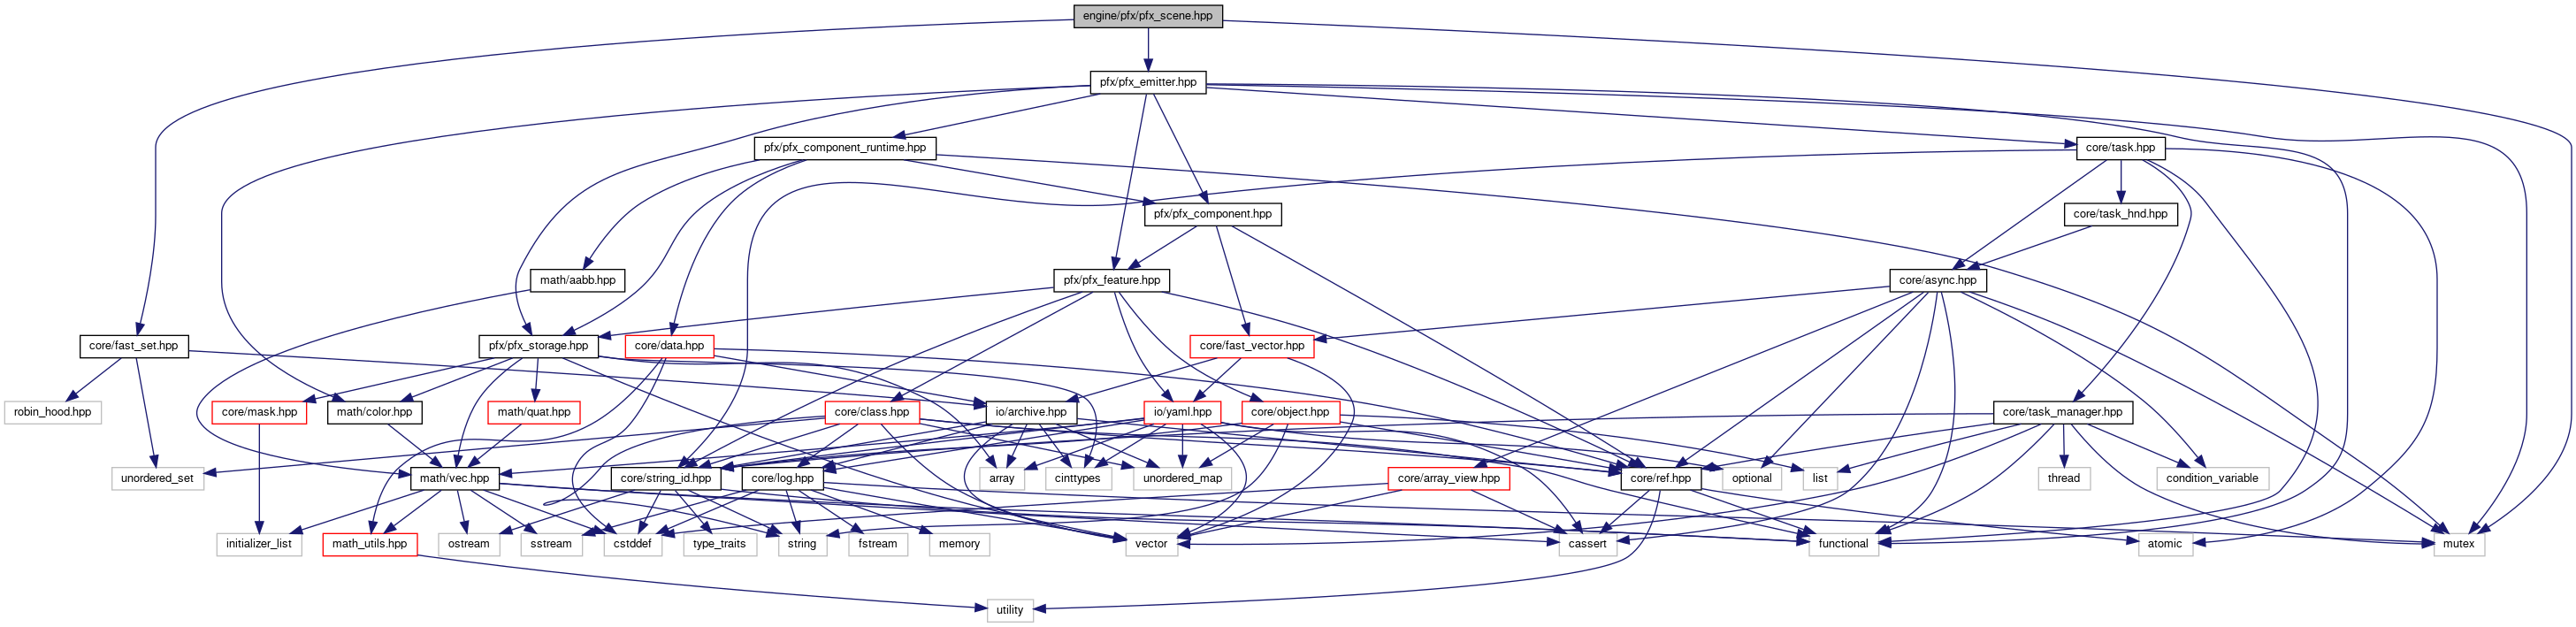 engine/pfx/pfx_scene.hpp
pfx/pfx_emitter.hpp
pfx/pfx_component_runtime.hpp
core/task.hpp
pfx/pfx_component.hpp
core/task_hnd.hpp
math/aabb.hpp
pfx/pfx_feature.hpp
core/async.hpp
core/fast_set.hpp
pfx/pfx_storage.hpp
core/data.hpp
core/fast_vector.hpp
robin_hood.hpp
core/mask.hpp
math/color.hpp
math/quat.hpp
core/class.hpp
io/archive.hpp
io/yaml.hpp
core/object.hpp
core/task_manager.hpp
unordered_set
math/vec.hpp
core/string_id.hpp
core/log.hpp
array
cinttypes
unordered_map
core/array_view.hpp
core/ref.hpp
optional
list
thread
condition_variable
initializer_list
math_utils.hpp
ostream
sstream
cstddef
type_traits
string
fstream
memory
vector
cassert
functional
atomic
mutex
utility